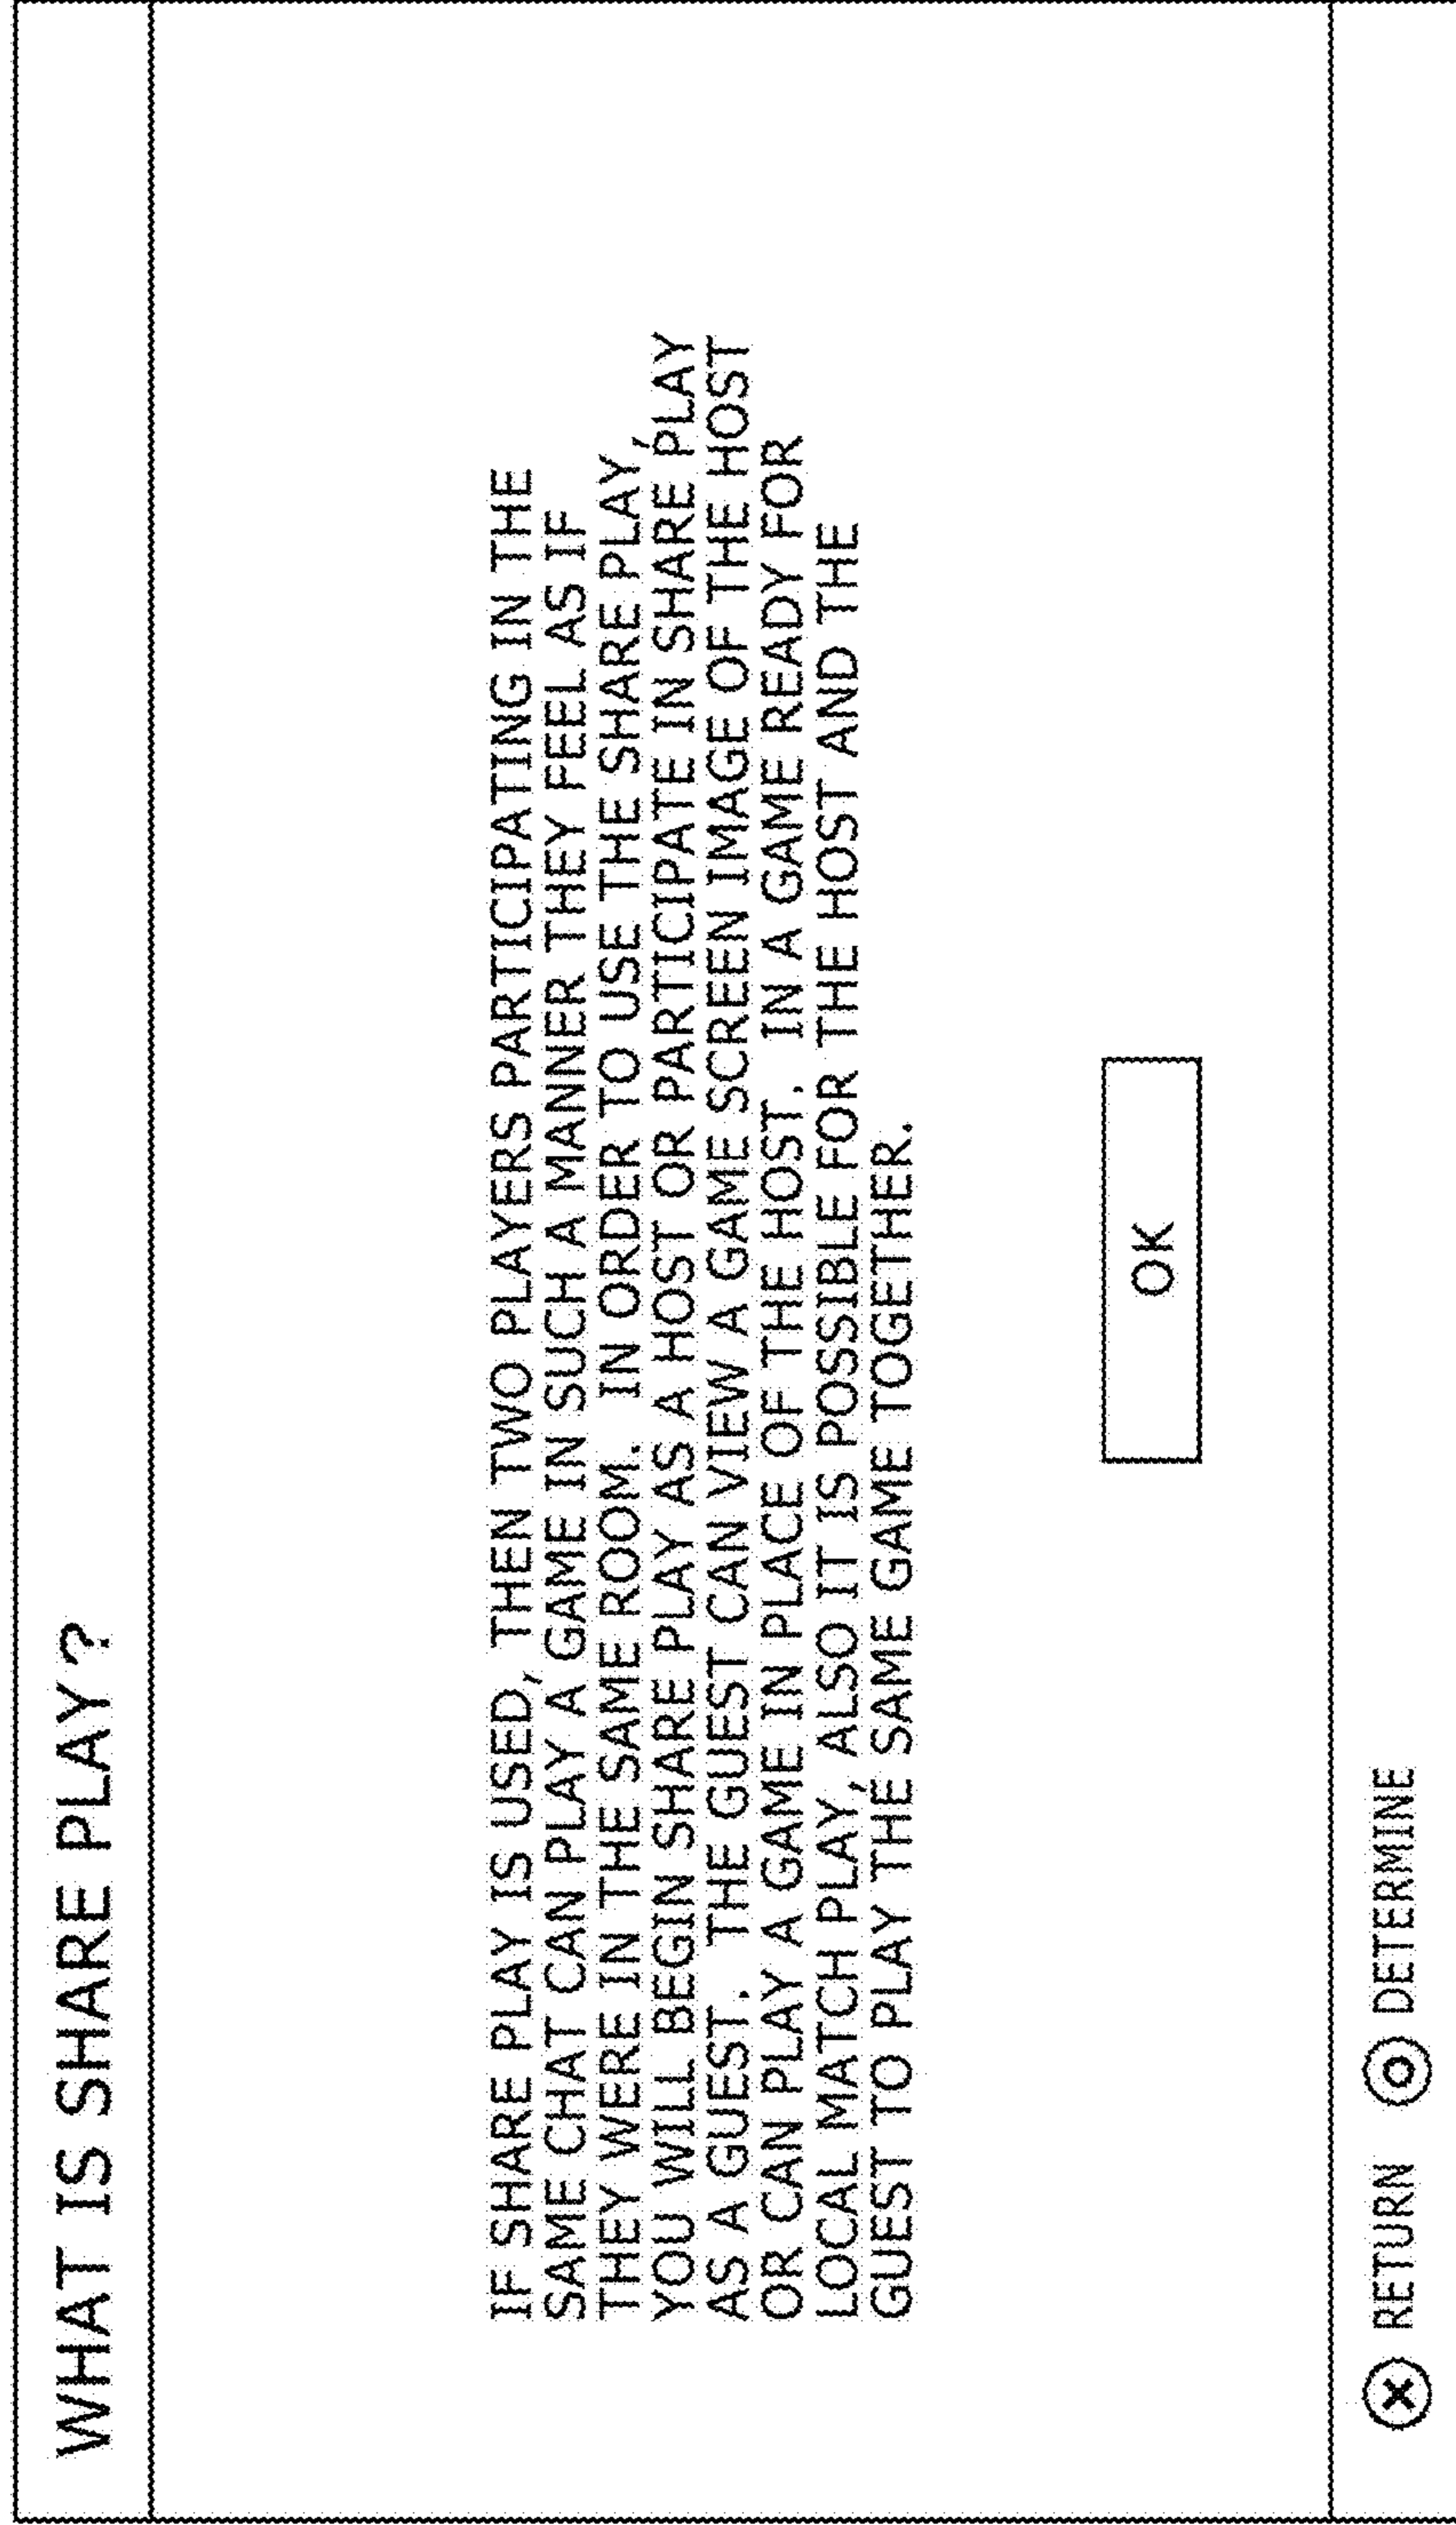 WHAT IS SHARE PLAY?
IF SHARE PLAY IS USED, THEN TWO PLAYERS PARTICIPATING IN THE
SAME CHAT CAN PLAY A GAME IN SUCH A MANNER THEY FEEL AS IF
THEY WERE IN THE SAME ROOM. IN ORDER TO USE THE SHARE PLAY,
YOU WILL BEGIN SHARE PLAY AS A HOST OR PARTICIPATE IN SHARE PLAY
AS A GUEST. THE GUEST CAN VIEW A GAME SCREEN IMAGE OF THE HOST
OR CAN PLAY A GAME IN PLACE OF THE HOST. IN A GAME READY FOR
LOCAL MATCH PLAY, ALSO IT IS POSSIBLE FOR THE HOST AND THE
GUEST TO PLAY THE SAME GAME TOGETHER.
OK
RETURN DETERMINE